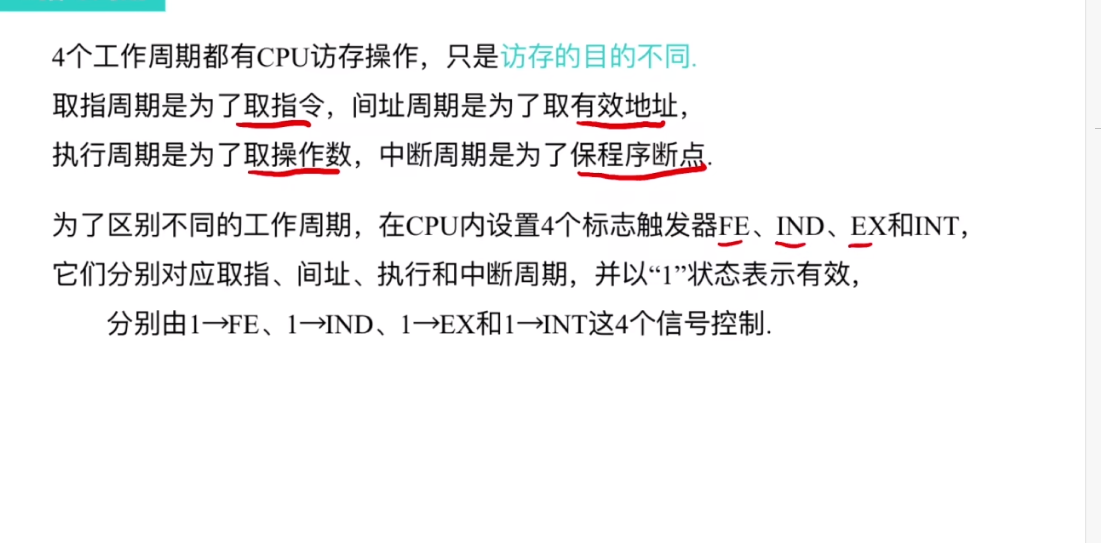 4个工作周期都有CPU访存操作，只是访存的目的不同.
取指周期是为了取指令，间址周期是为了取有效地址，
执行周期是为了取操作数，中断周期是为了保程序断点.
为了区别不同的工作周期，在CPU内设置4个标志触发器FE、IND、EX和INT，
它们分别对应取指、间址、执行和中断周期，并以“1”状态表示有效，
分别由1→FE、1→IND、1→EX和1→INT这4个信号控制.